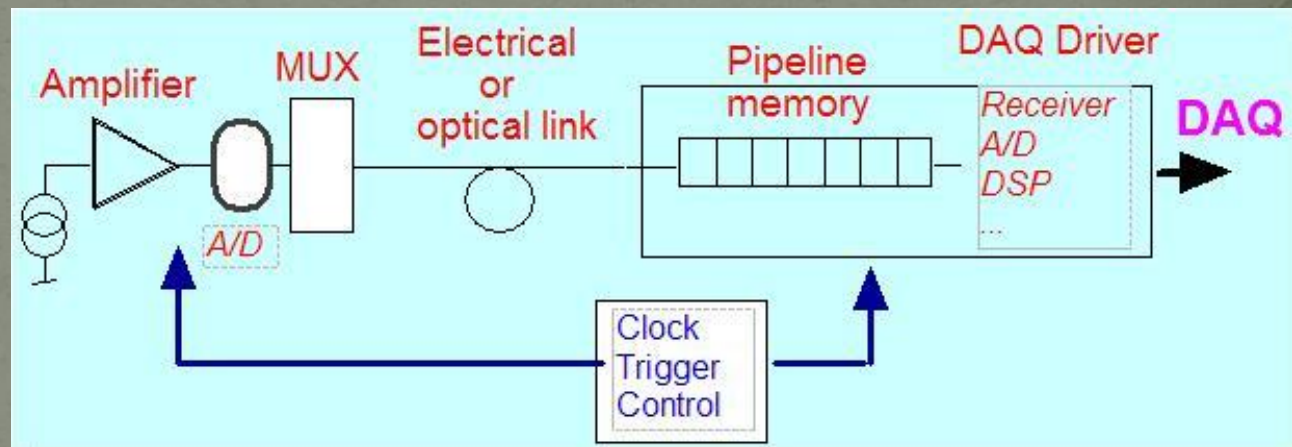 Amplifier
MUX
Electrical
or
optical link
Pipeline
memory
DAQ Driver
Receiver
A/D
DSP
...
DAQ
A/D
Clock
Trigger
Control